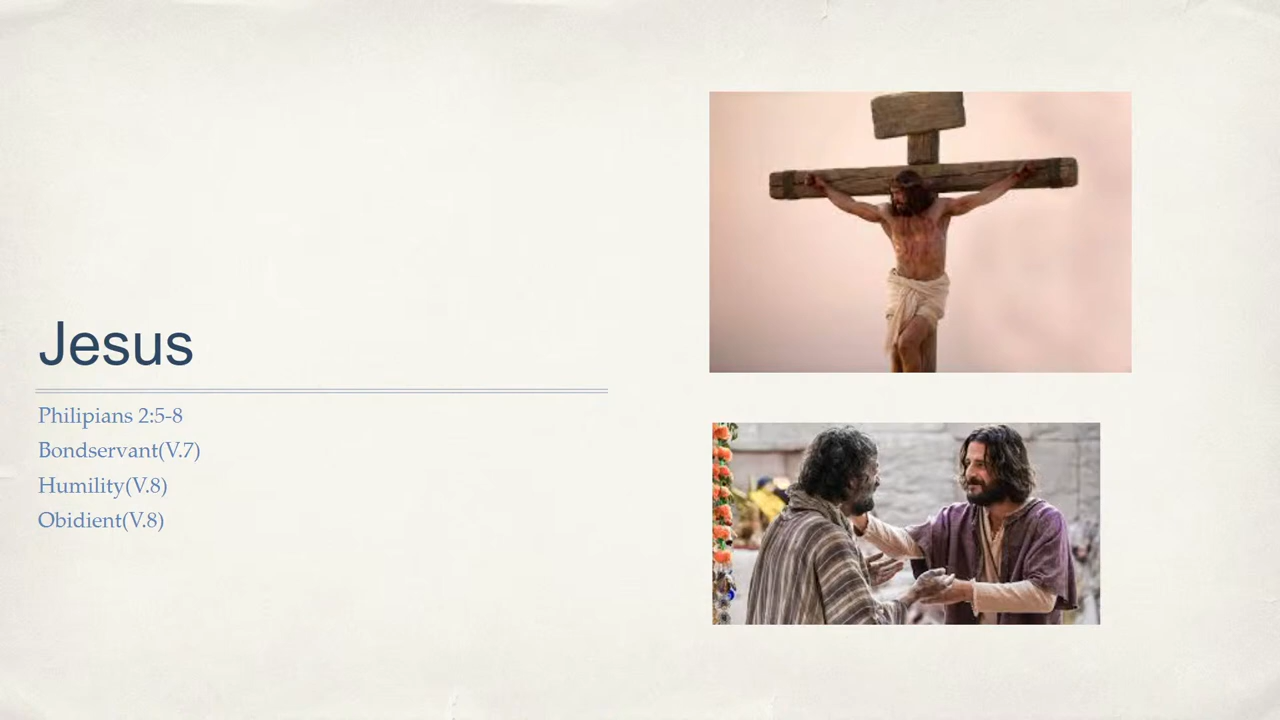 Jesus
Philipians 2:5-8
Bondservant(V.7)
Humility(V.8)
Obidient(V.8)